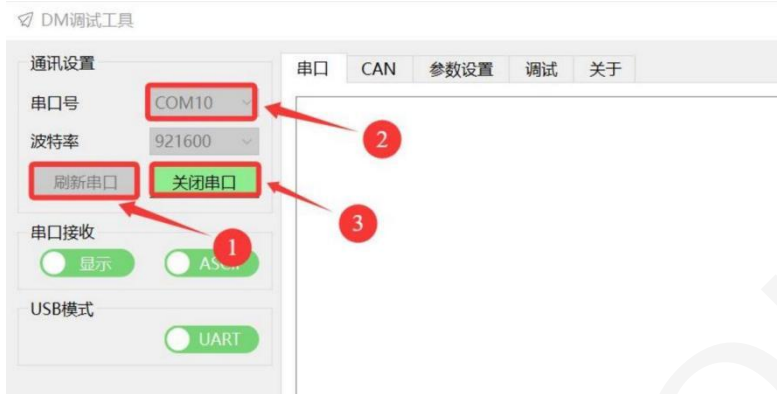 DM调试工具
通讯设置
串口号 COM10
波特率 921600
刷新串口 关闭串口
串口接收
显示 ASCII
USB模式
UART
串口 CAN 参数设置 调试 关于
2
3
1